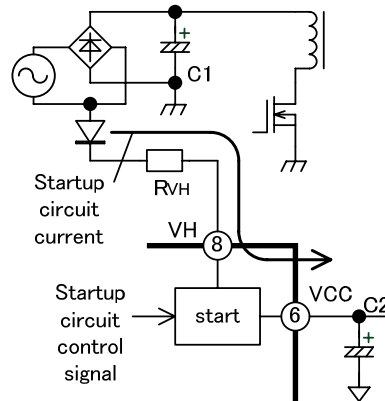 +
C1
Startup
circuit
current
RVH
VH
8
VCC
C2
6
Startup
circuit
control
signal
start
+